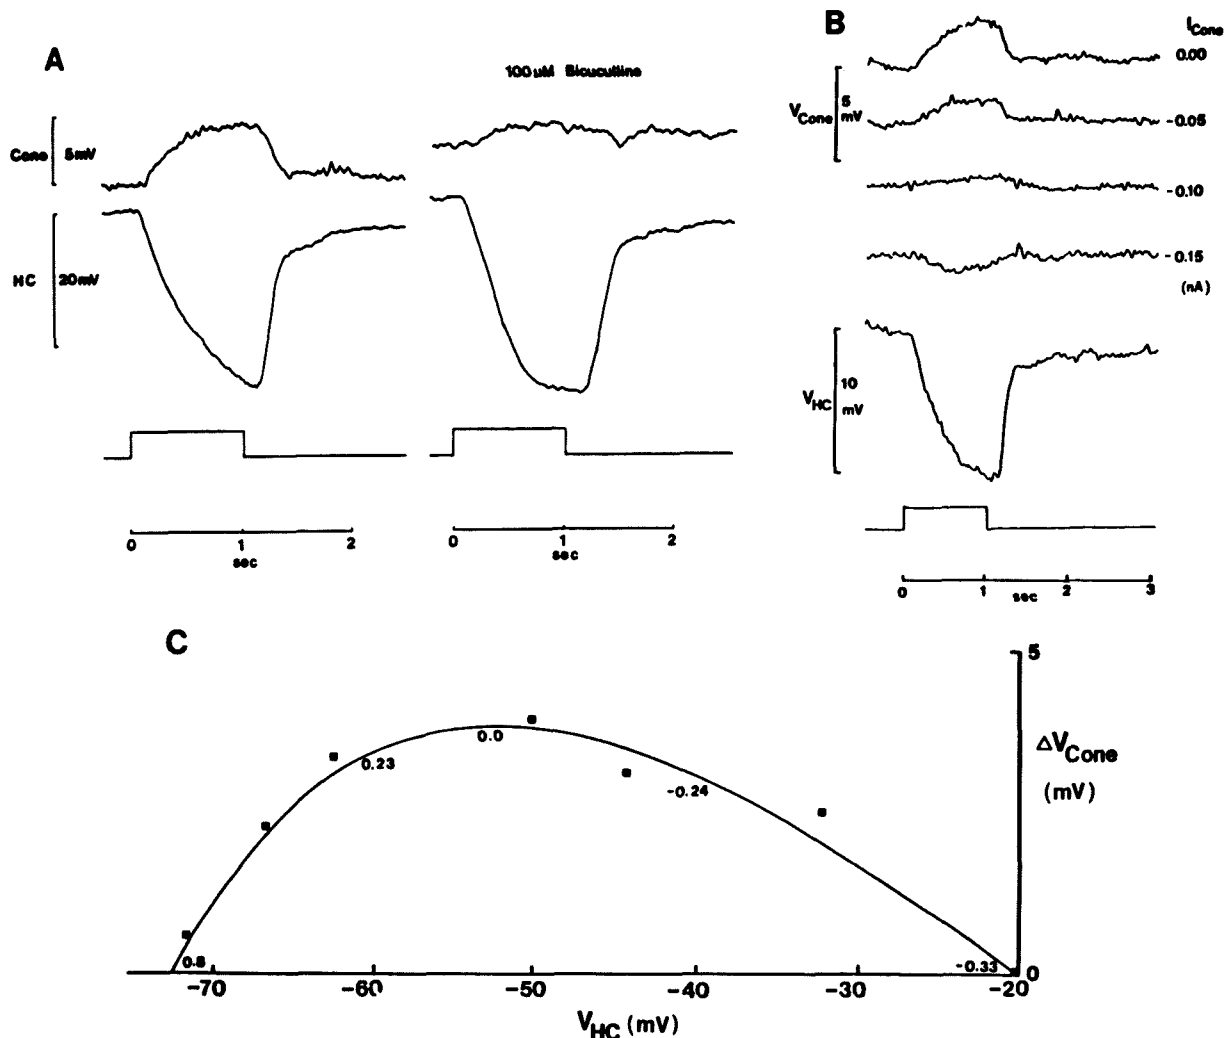 A
100 µM Bicuculline
Cone 5mV
HC 20mV
0 1 2
sec
0 1 2
sec
B
I Cone
0.00
V Cone 5 mV
-0.05
-0.10
-0.15
(nA)
V HC 10 mV
0 1 2 3
sec
C
5
ΔV Cone
(mV)
0.0
0.23
-0.24
0.8
-0.33
0
-70 -60 -50 -40 -30 -20
V HC (mV)